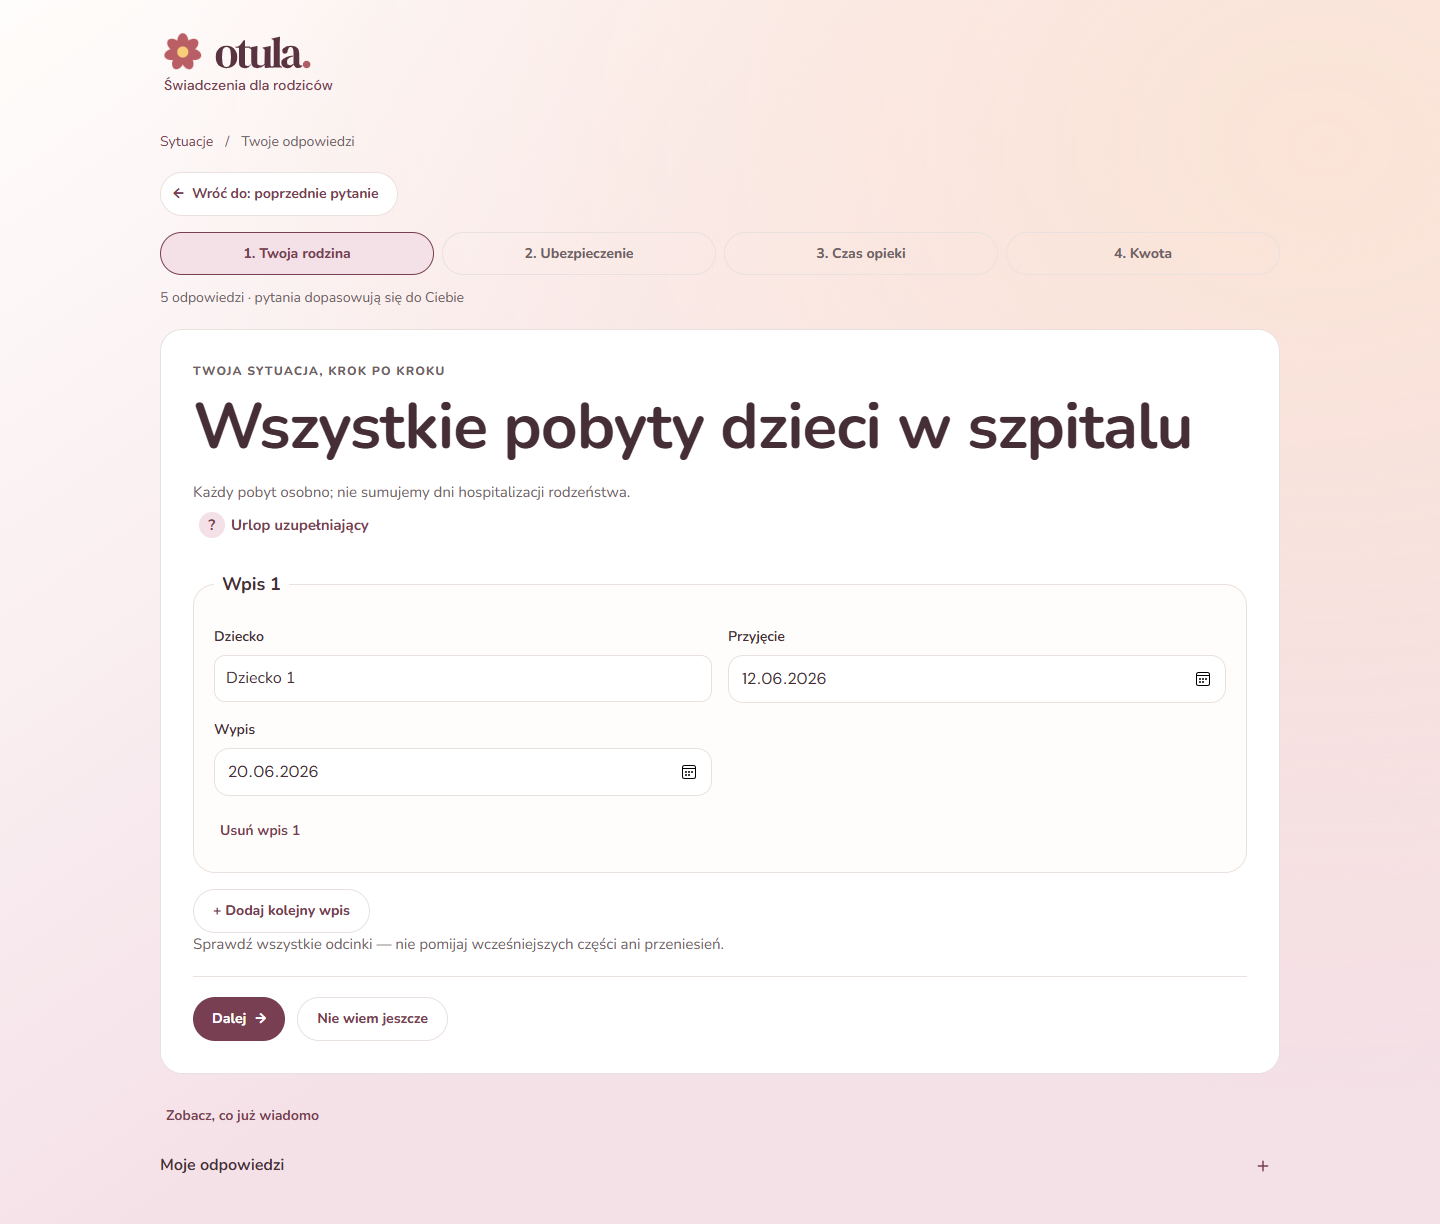 otula.
Świadczenia dla rodziców
Sytuacje / Twoje odpowiedzi
← Wróć do: poprzednie pytanie
1. Twoja rodzina
2. Ubezpieczenie
3. Czas opieki
4. Kwota
5 odpowiedzi · pytania dopasowują się do Ciebie
TWOJA SYTUACJA, KROK PO KROKU
Wszystkie pobyty dzieci w szpitalu
Każdy pobyt osobno; nie sumujemy dni hospitalizacji rodzeństwa.
? Urlop uzupełniający
Wpis 1
Dziecko
Dziecko 1
Przyjęcie
12.06.2026
Wypis
20.06.2026
Usuń wpis 1
+ Dodaj kolejny wpis
Sprawdź wszystkie odcinki — nie pomijaj wcześniejszych części ani przeniesień.
Dalej →
Nie wiem jeszcze
Zobacz, co już wiadomo
Moje odpowiedzi +